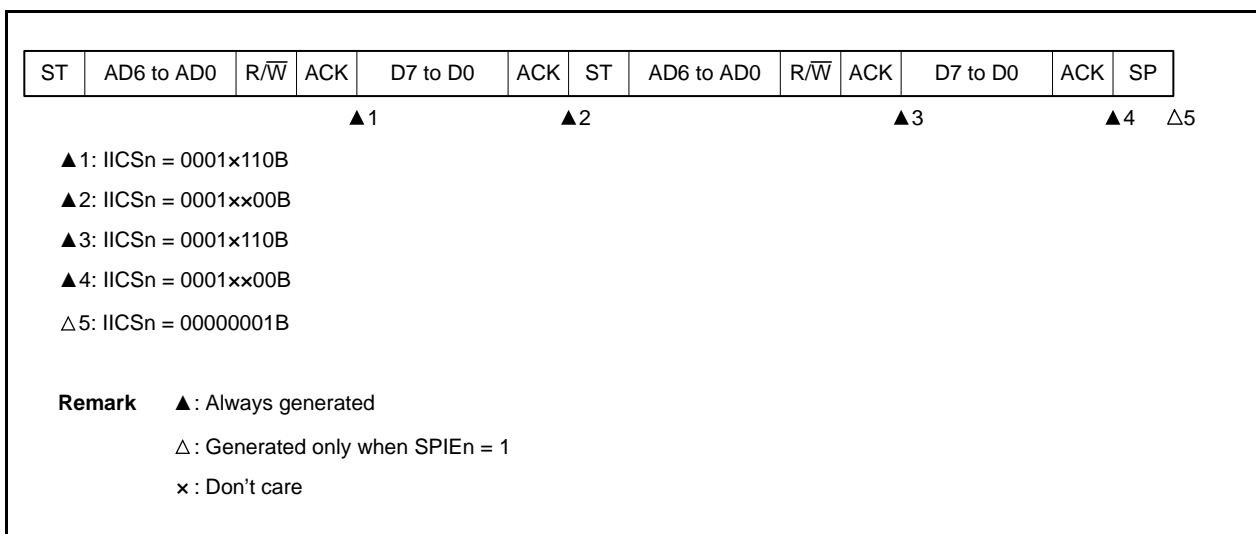 ST AD6 to AD0 R/W̅ ACK D7 to D0 ACK ST AD6 to AD0 R/W̅ ACK D7 to D0 ACK SP
▲1 ▲2 ▲3 ▲4 △5
▲1: IICSn = 0001×110B
▲2: IICSn = 0001××00B
▲3: IICSn = 0001×110B
▲4: IICSn = 0001××00B
△5: IICSn = 00000001B
Remark ▲: Always generated
△: Generated only when SPIEn = 1
×: Don't care